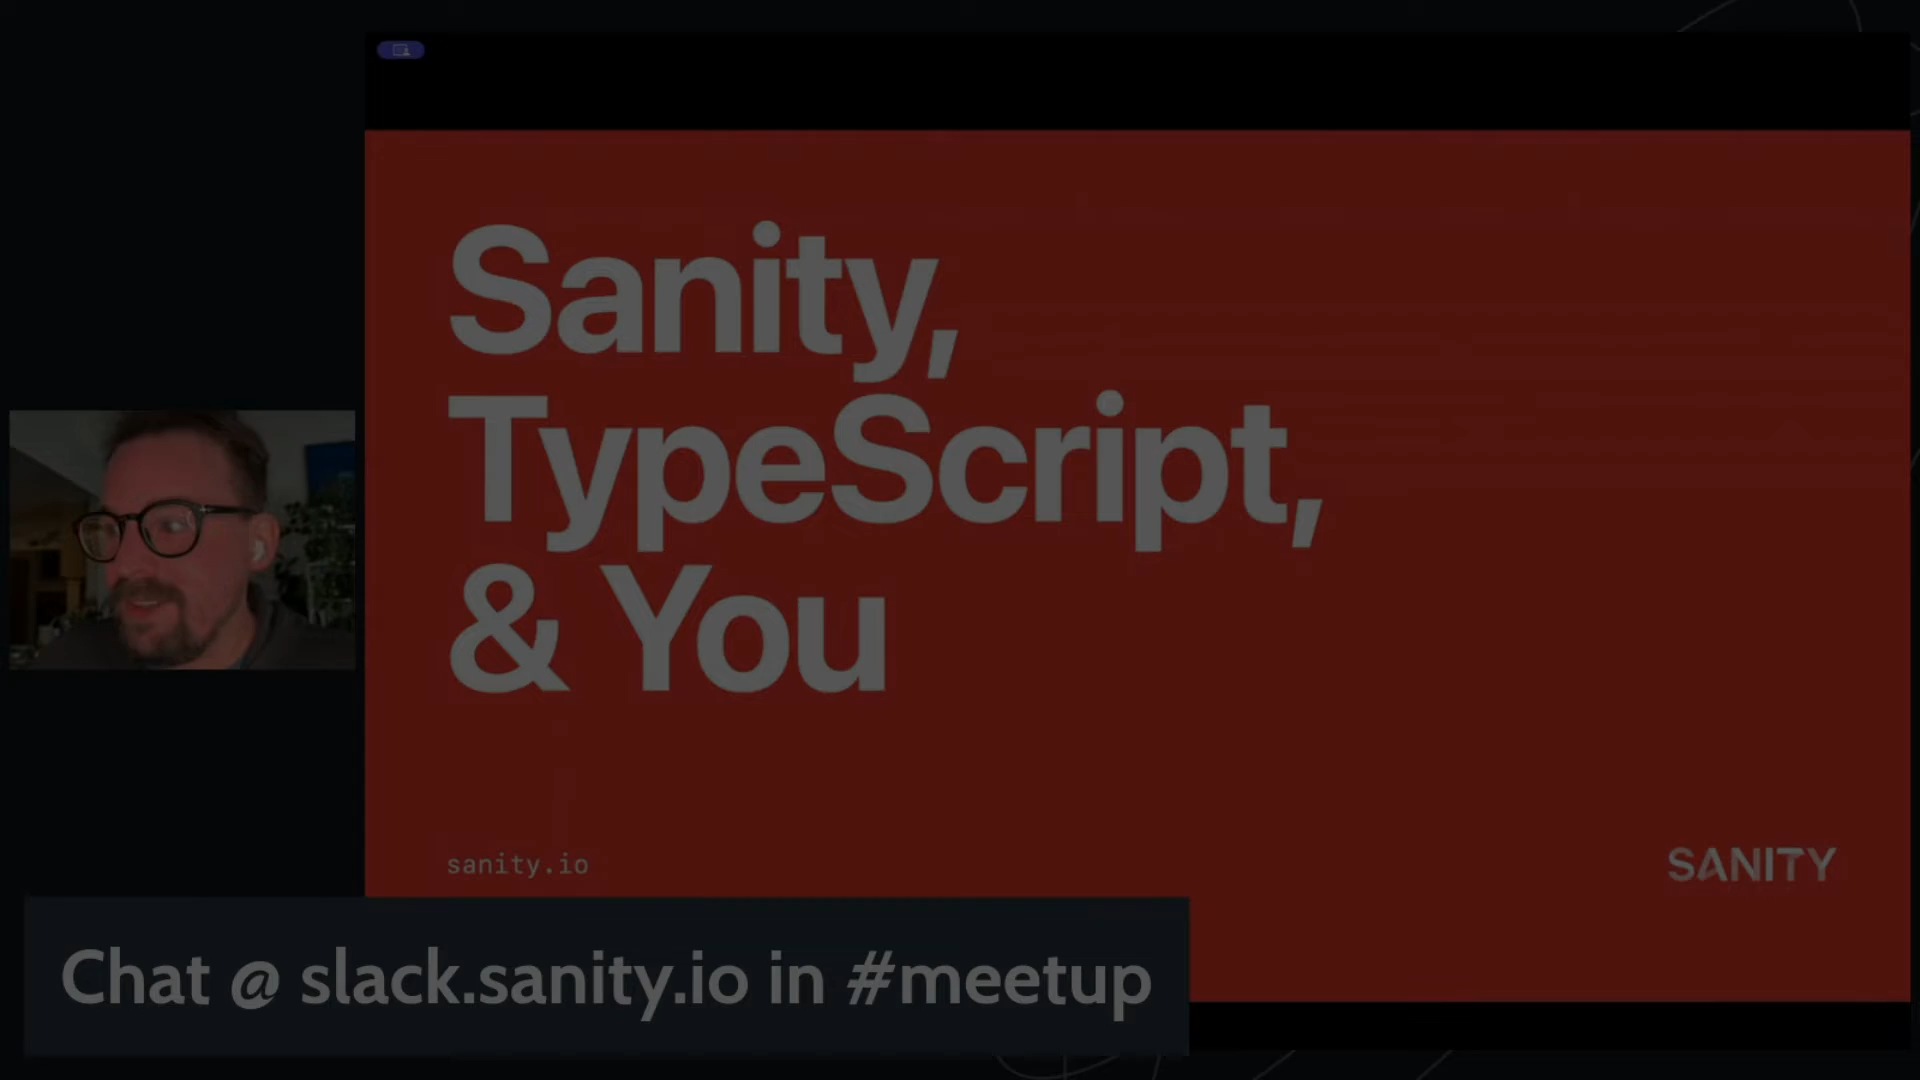 Sanity,
TypeScript,
& You
sanity.io
SANITY
Chat @ slack.sanity.io in #meetup